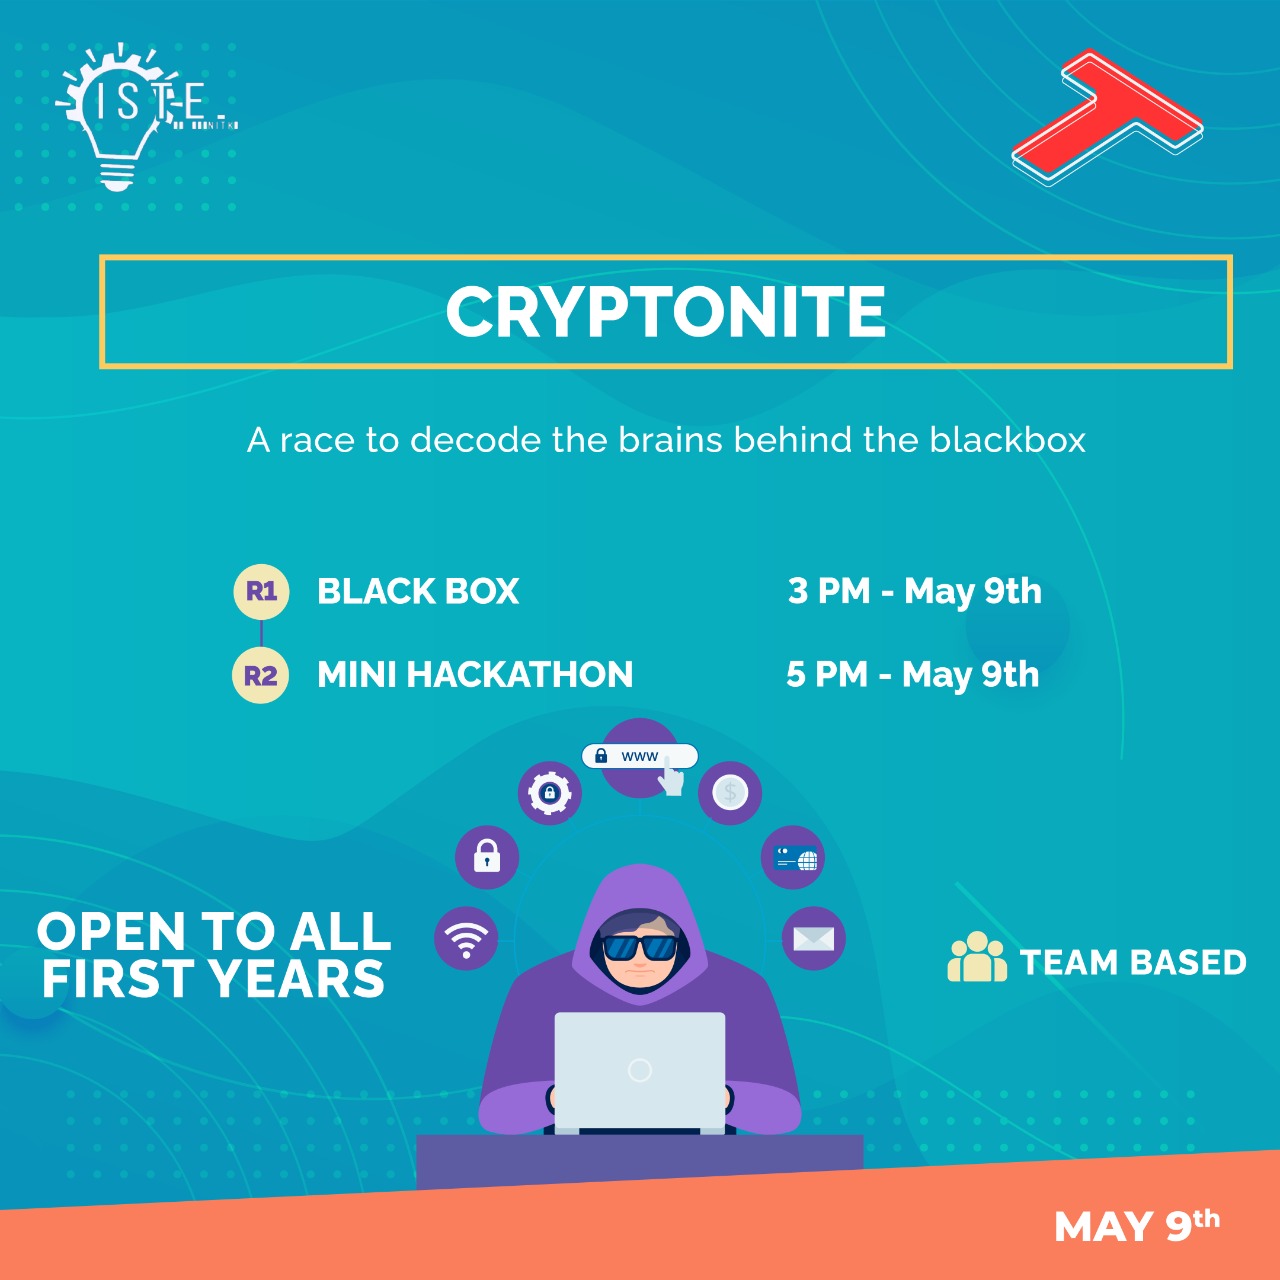 ISTE.
NITK
CRYPTONITE
A race to decode the brains behind the blackbox
R1 BLACK BOX 3 PM - May 9th
R2 MINI HACKATHON 5 PM - May 9th
www
$
OPEN TO ALL
FIRST YEARS
TEAM BASED
MAY 9th